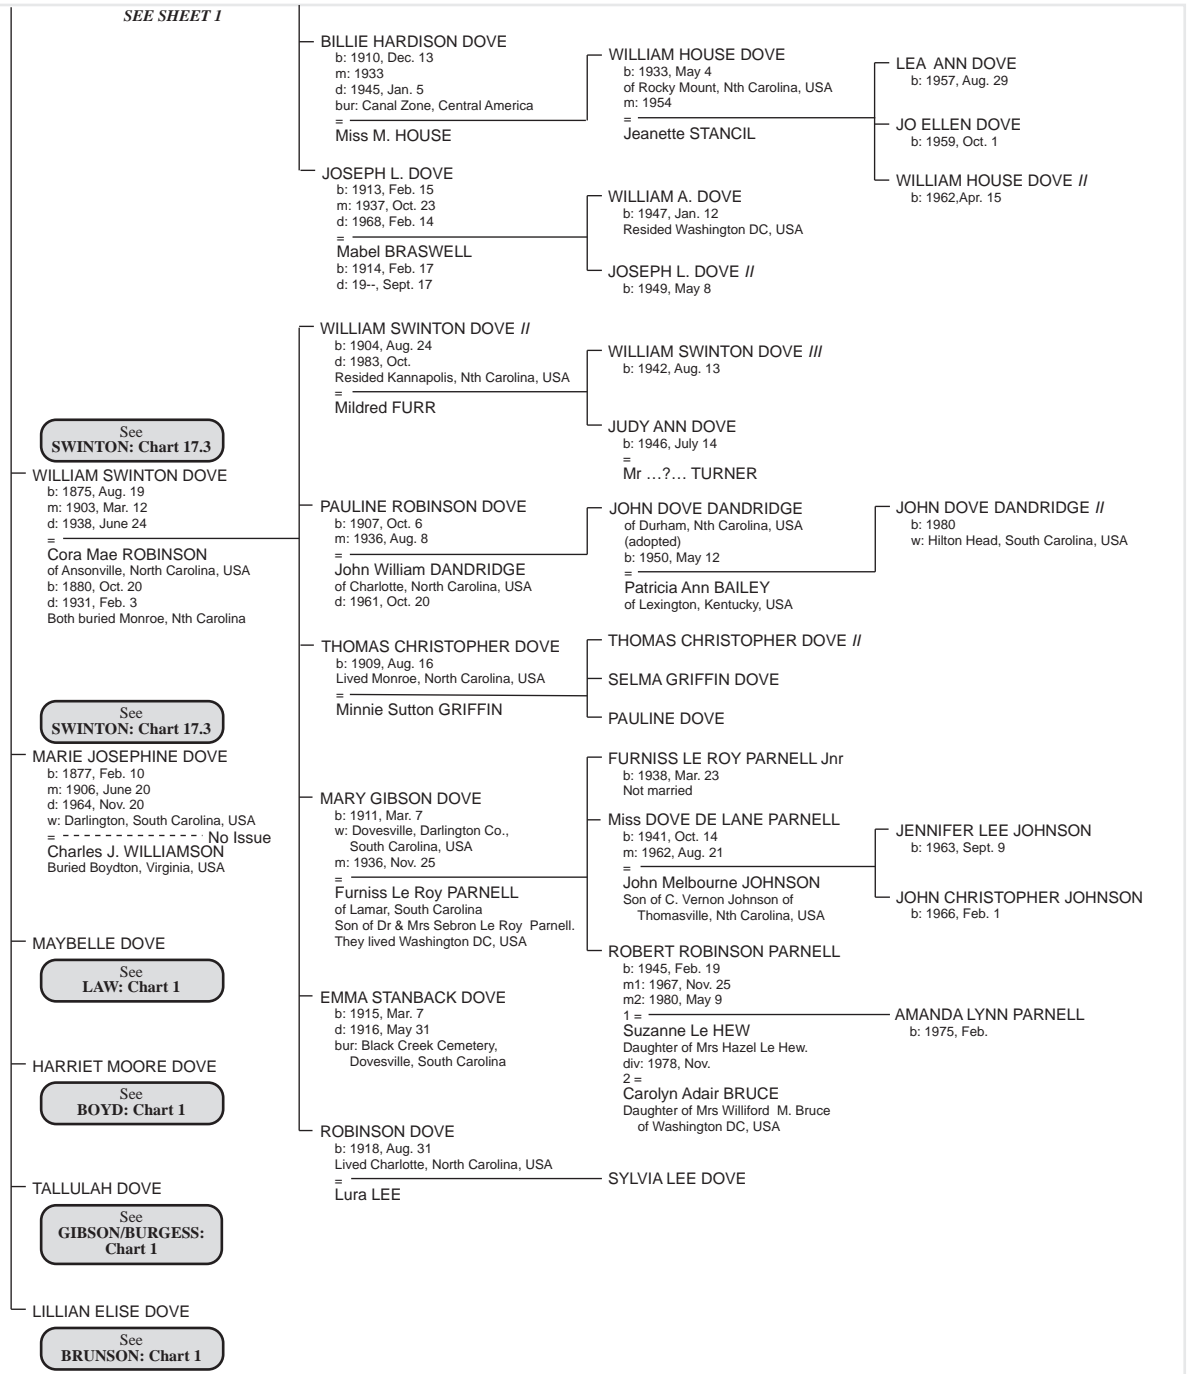 SEE SHEET 1
BILLIE HARDISON DOVE
b: 1910, Dec. 13
m: 1933
d: 1945, Jan. 5
bur: Canal Zone, Central America
=
Miss M. HOUSE
WILLIAM HOUSE DOVE
b: 1933, May 4
of Rocky Mount, Nth Carolina, USA
m: 1954
=
Jeanette STANCIL
LEA ANN DOVE
b: 1957, Aug. 29
JO ELLEN DOVE
b: 1959, Oct. 1
WILLIAM HOUSE DOVE II
b: 1962,Apr. 15
JOSEPH L. DOVE
b: 1913, Feb. 15
m: 1937, Oct. 23
d: 1968, Feb. 14
=
Mabel BRASWELL
b: 1914, Feb. 17
d: 19--, Sept. 17
WILLIAM A. DOVE
b: 1947, Jan. 12
Resided Washington DC, USA
JOSEPH L. DOVE II
b: 1949, May 8
See
SWINTON: Chart 17.3
WILLIAM SWINTON DOVE
b: 1875, Aug. 19
m: 1903, Mar. 12
d: 1938, June 24
=
Cora Mae ROBINSON
of Ansonville, North Carolina, USA
b: 1880, Oct. 20
d: 1931, Feb. 3
Both buried Monroe, Nth Carolina
WILLIAM SWINTON DOVE II
b: 1904, Aug. 24
d: 1983, Oct.
Resided Kannapolis, Nth Carolina, USA
=
Mildred FURR
WILLIAM SWINTON DOVE III
b: 1942, Aug. 13
JUDY ANN DOVE
b: 1946, July 14
=
Mr ...?... TURNER
PAULINE ROBINSON DOVE
b: 1907, Oct. 6
m: 1936, Aug. 8
=
John William DANDRIDGE
of Charlotte, North Carolina, USA
d: 1961, Oct. 20
JOHN DOVE DANDRIDGE
of Durham, Nth Carolina, USA
(adopted)
b: 1950, May 12
=
Patricia Ann BAILEY
of Lexington, Kentucky, USA
JOHN DOVE DANDRIDGE II
b: 1980
w: Hilton Head, South Carolina, USA
THOMAS CHRISTOPHER DOVE
b: 1909, Aug. 16
Lived Monroe, North Carolina, USA
=
Minnie Sutton GRIFFIN
THOMAS CHRISTOPHER DOVE II
SELMA GRIFFIN DOVE
PAULINE DOVE
See
SWINTON: Chart 17.3
MARIE JOSEPHINE DOVE
b: 1877, Feb. 10
m: 1906, June 20
d: 1964, Nov. 20
w: Darlington, South Carolina, USA
= No Issue
Charles J. WILLIAMSON
Buried Boydton, Virginia, USA
MARY GIBSON DOVE
b: 1911, Mar. 7
w: Dovesville, Darlington Co.,
South Carolina, USA
m: 1936, Nov. 25
=
Furniss Le Roy PARNELL
of Lamar, South Carolina
Son of Dr & Mrs Sebron Le Roy Parnell.
They lived Washington DC, USA
FURNISS LE ROY PARNELL Jnr
b: 1938, Mar. 23
Not married
Miss DOVE DE LANE PARNELL
b: 1941, Oct. 14
m: 1962, Aug. 21
=
John Melbourne JOHNSON
Son of C. Vernon Johnson of
Thomasville, Nth Carolina, USA
JENNIFER LEE JOHNSON
b: 1963, Sept. 9
JOHN CHRISTOPHER JOHNSON
b: 1966, Feb. 1
ROBERT ROBINSON PARNELL
b: 1945, Feb. 19
m1: 1967, Nov. 25
m2: 1980, May 9
1 =
Suzanne Le HEW
Daughter of Mrs Hazel Le Hew.
div: 1978, Nov.
2 =
Carolyn Adair BRUCE
Daughter of Mrs Williford M. Bruce
of Washington DC, USA
AMANDA LYNN PARNELL
b: 1975, Feb.
MAYBELLE DOVE
See
LAW: Chart 1
EMMA STANBACK DOVE
b: 1915, Mar. 7
d: 1916, May 31
bur: Black Creek Cemetery,
Dovesville, South Carolina
HARRIET MOORE DOVE
See
BOYD: Chart 1
ROBINSON DOVE
b: 1918, Aug. 31
Lived Charlotte, North Carolina, USA
=
Lura LEE
SYLVIA LEE DOVE
TALLULAH DOVE
See
GIBSON/BURGESS:
Chart 1
LILLIAN ELISE DOVE
See
BRUNSON: Chart 1